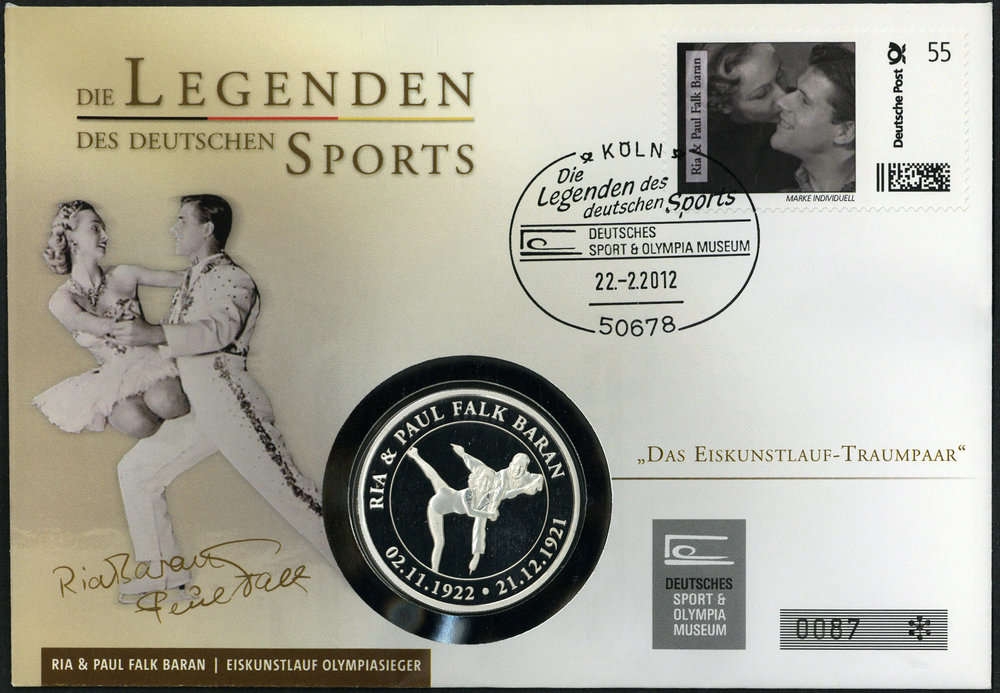 DIE LEGENDEN
DES DEUTSCHEN SPORTS
Ria & Paul Falk Baran
Deutsche Post
55
MARKE INDIVIDUELL
KÖLN
Die
Legenden des
deutschen Sports
DEUTSCHES
SPORT & OLYMPIA MUSEUM
22.-2.2012
50678
RIA & PAUL FALK BARAN
02.11.1922 • 21.12.1921
„DAS EISKUNSTLAUF-TRAUMPAAR“
DEUTSCHES
SPORT &
OLYMPIA
MUSEUM
0087
Ria Baran
Paul Falk
RIA & PAUL FALK BARAN | EISKUNSTLAUF OLYMPIASIEGER